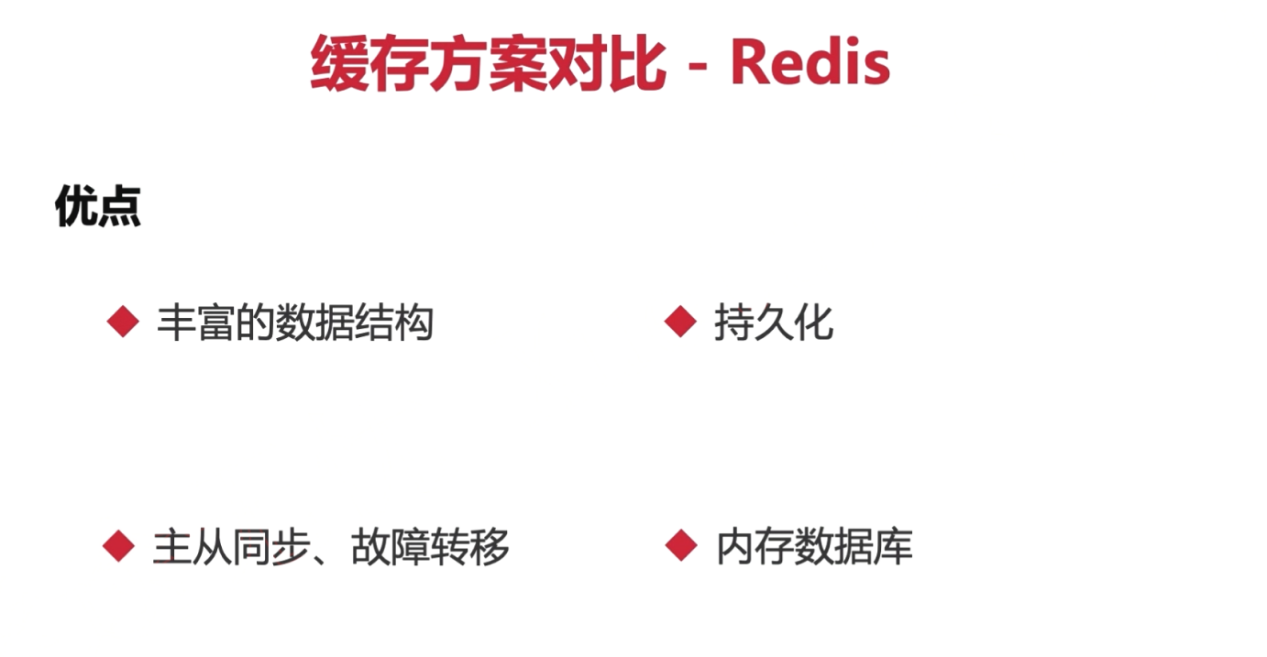 缓存方案对比 - Redis
优点
丰富的数据结构
持久化
主从同步、故障转移
内存数据库